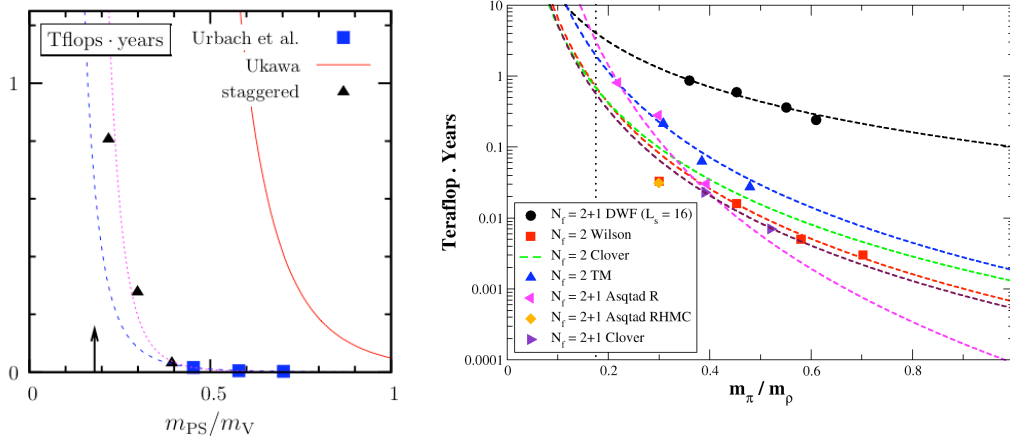 Tflops · years
Urbach et al.
Ukawa
staggered
1
0
0
0.5
1
m_PS/m_V
10
1
0.1
0.01
0.001
0.0001
Teraflop . Years
N_f = 2+1 DWF (L_s = 16)
N_f = 2 Wilson
N_f = 2 Clover
N_f = 2 TM
N_f = 2+1 Asqtad R
N_f = 2+1 Asqtad RHMC
N_f = 2+1 Clover
0
0.2
0.4
0.6
0.8
m_π / m_ρ